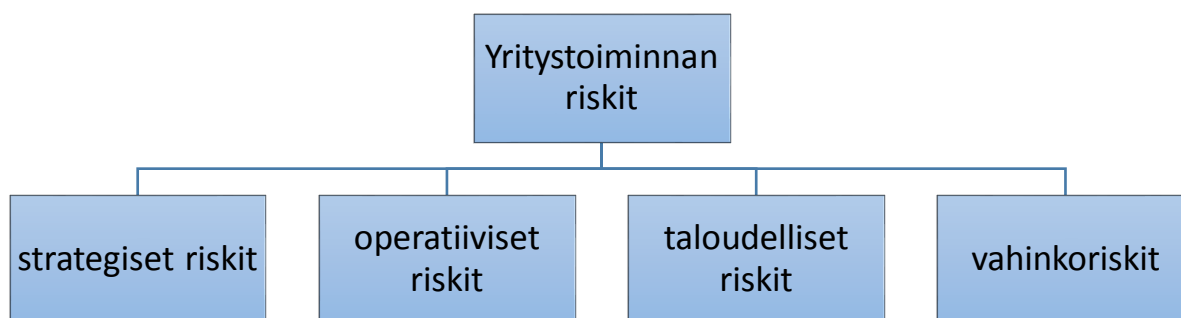 Yritystoiminnan
riskit
strategiset riskit
operatiiviset
riskit
taloudelliset
riskit
vahinkoriskit